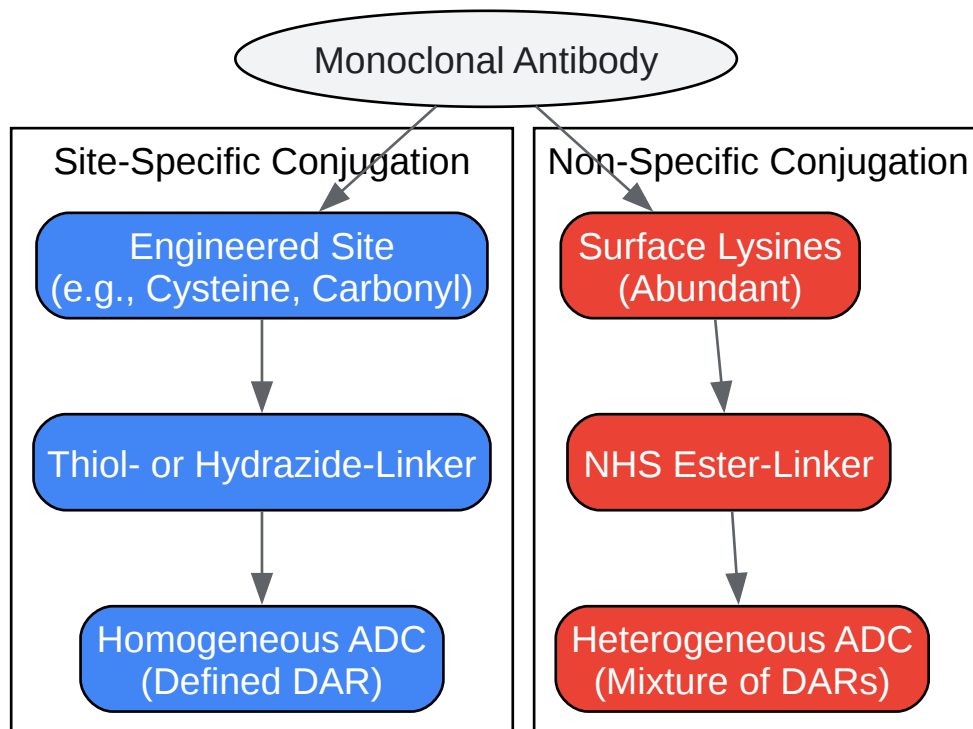 Monoclonal Antibody
Site-Specific Conjugation
Engineered Site
(e.g., Cysteine, Carbonyl)
Thiol- or Hydrazide-Linker
Homogeneous ADC
(Defined DAR)
Non-Specific Conjugation
Surface Lysines
(Abundant)
NHS Ester-Linker
Heterogeneous ADC
(Mixture of DARs)